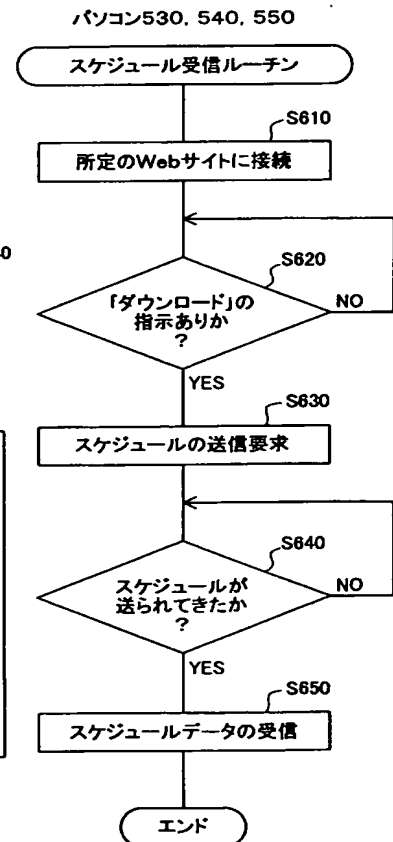 パソコン530, 540, 550
スケジュール受信ルーチン
S610
所定のWebサイトに接続
S620
「ダウンロード」の
指示ありか
?
NO
YES
S630
スケジュールの送信要求
S640
スケジュールが
送られてきたか
?
NO
YES
S650
スケジュールデータの受信
エンド